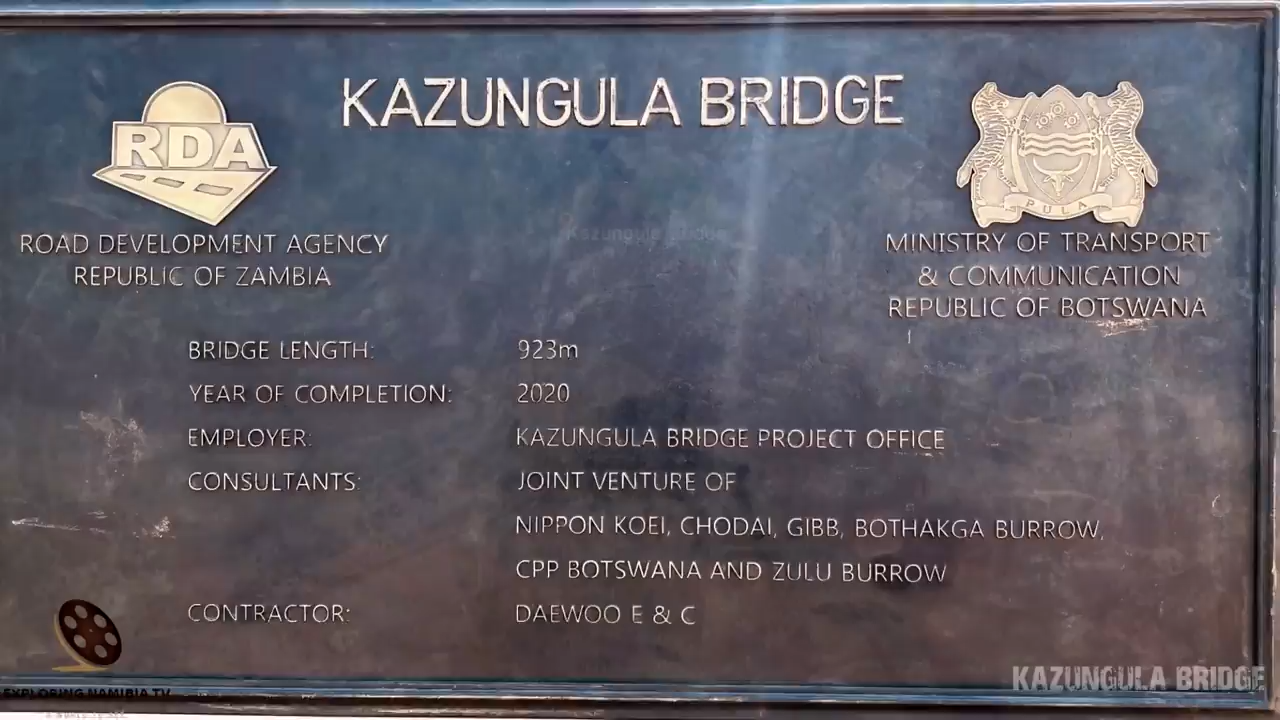 KAZUNGULA BRIDGE
RDA
PULA
ROAD DEVELOPMENT AGENCY
REPUBLIC OF ZAMBIA
MINISTRY OF TRANSPORT
& COMMUNICATION
REPUBLIC OF BOTSWANA
Kazungula Bridge
BRIDGE LENGTH: 923m
YEAR OF COMPLETION: 2020
EMPLOYER: KAZUNGULA BRIDGE PROJECT OFFICE
CONSULTANTS: JOINT VENTURE OF
NIPPON KOEI, CHODAI, GIBB, BOTHAKGA BURROW,
CPP BOTSWANA AND ZULU BURROW
CONTRACTOR: DAEWOO E & C
EXPLORING NAMIBIA TV
KAZUNGULA BRIDGE